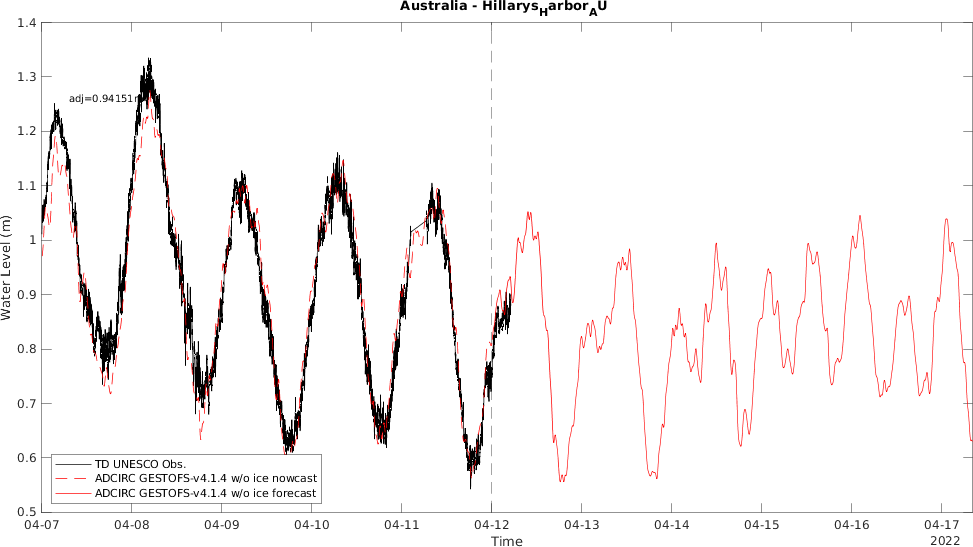 Australia - HillarysHarborAU
1.4
1.3
1.2
1.1
1
0.9
0.8
0.7
0.6
0.5
Water Level (m)
adj=0.94151m
TD UNESCO Obs.
ADCIRC GESTOFS-v4.1.4 w/o ice nowcast
ADCIRC GESTOFS-v4.1.4 w/o ice forecast
04-07 04-08 04-09 04-10 04-11 04-12 04-13 04-14 04-15 04-16 04-17
Time
2022